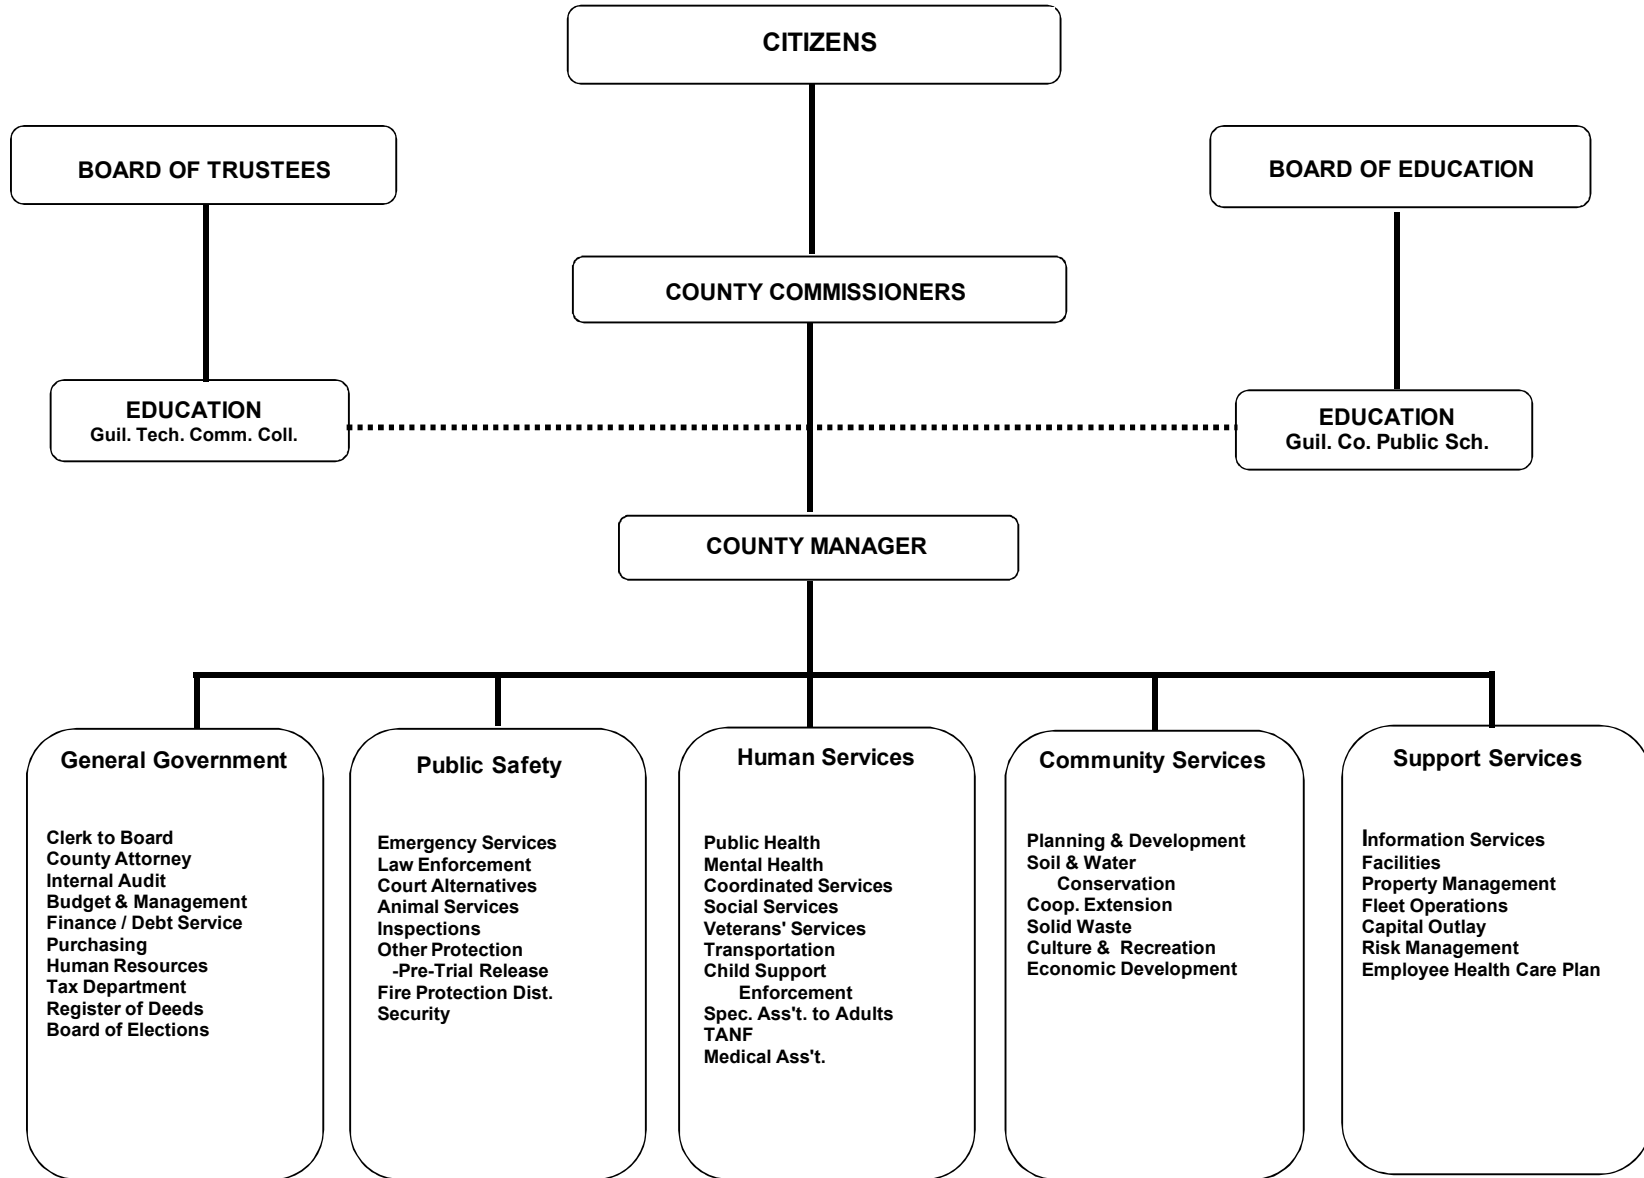 CITIZENS
BOARD OF TRUSTEES
BOARD OF EDUCATION
COUNTY COMMISSIONERS
EDUCATION
Guil. Tech. Comm. Coll.
EDUCATION
Guil. Co. Public Sch.
COUNTY MANAGER
General Government
Clerk to Board
County Attorney
Internal Audit
Budget & Management
Finance / Debt Service
Purchasing
Human Resources
Tax Department
Register of Deeds
Board of Elections
Public Safety
Emergency Services
Law Enforcement
Court Alternatives
Animal Services
Inspections
Other Protection
-Pre-Trial Release
Fire Protection Dist.
Security
Human Services
Public Health
Mental Health
Coordinated Services
Social Services
Veterans' Services
Transportation
Child Support
Enforcement
Spec. Ass't. to Adults
TANF
Medical Ass't.
Community Services
Planning & Development
Soil & Water
Conservation
Coop. Extension
Solid Waste
Culture & Recreation
Economic Development
Support Services
Information Services
Facilities
Property Management
Fleet Operations
Capital Outlay
Risk Management
Employee Health Care Plan